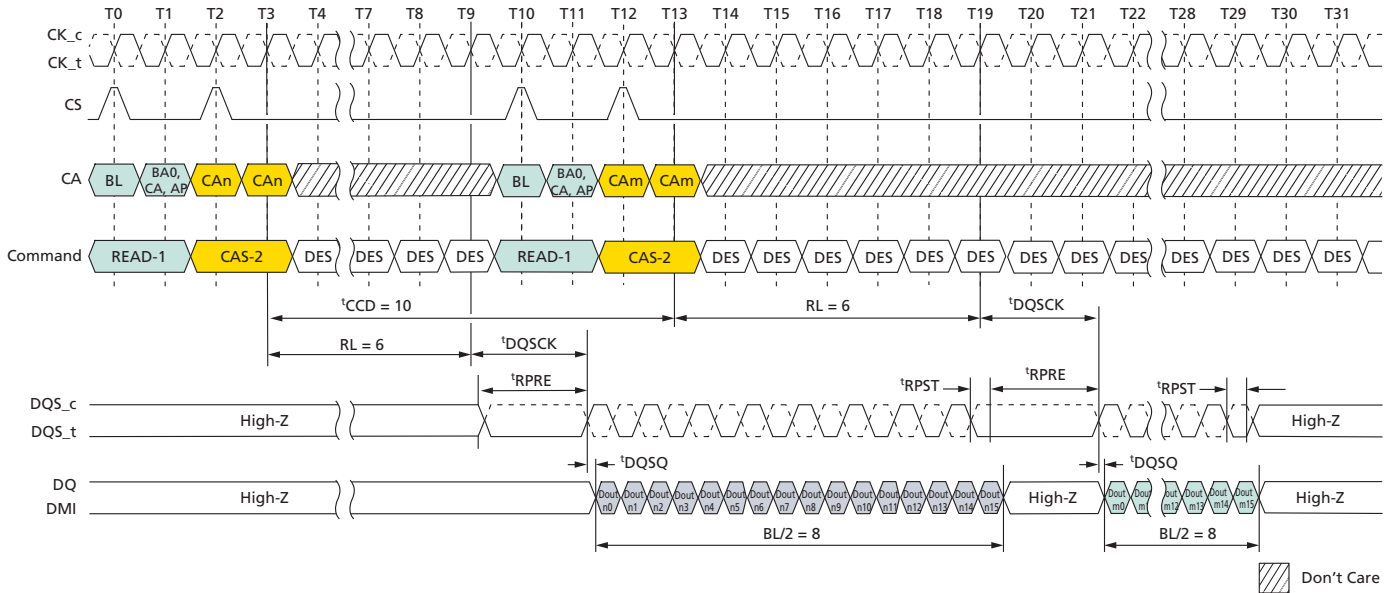 T0 T1 T2 T3 T4 T7 T8 T9 T10 T11 T12 T13 T14 T15 T16 T17 T18 T19 T20 T21 T22 T28 T29 T30 T31
CK_c
CK_t
CS
CA BL BA0, CA, AP CAn CAn BL BA0, CA, AP CAm CAm
Command READ-1 CAS-2 DES DES DES DES READ-1 CAS-2 DES DES DES DES DES DES DES DES DES DES DES DES DES
tCCD = 10 RL = 6 tDQSCK
RL = 6 tDQSCK
tRPRE tRPST tRPRE tRPST
DQS_c
DQS_t
High-Z High-Z
tDQSQ tDQSQ
DQ
DMI
High-Z Dout n0 Dout n1 Dout n2 Dout n3 Dout n4 Dout n5 Dout n6 Dout n7 Dout n8 Dout n9 Dout n10 Dout n11 Dout n12 Dout n13 Dout n14 Dout n15 High-Z Dout m0 Dout m1 Dout m12 Dout m13 Dout m14 Dout m15 High-Z
BL/2 = 8 BL/2 = 8
Don't Care